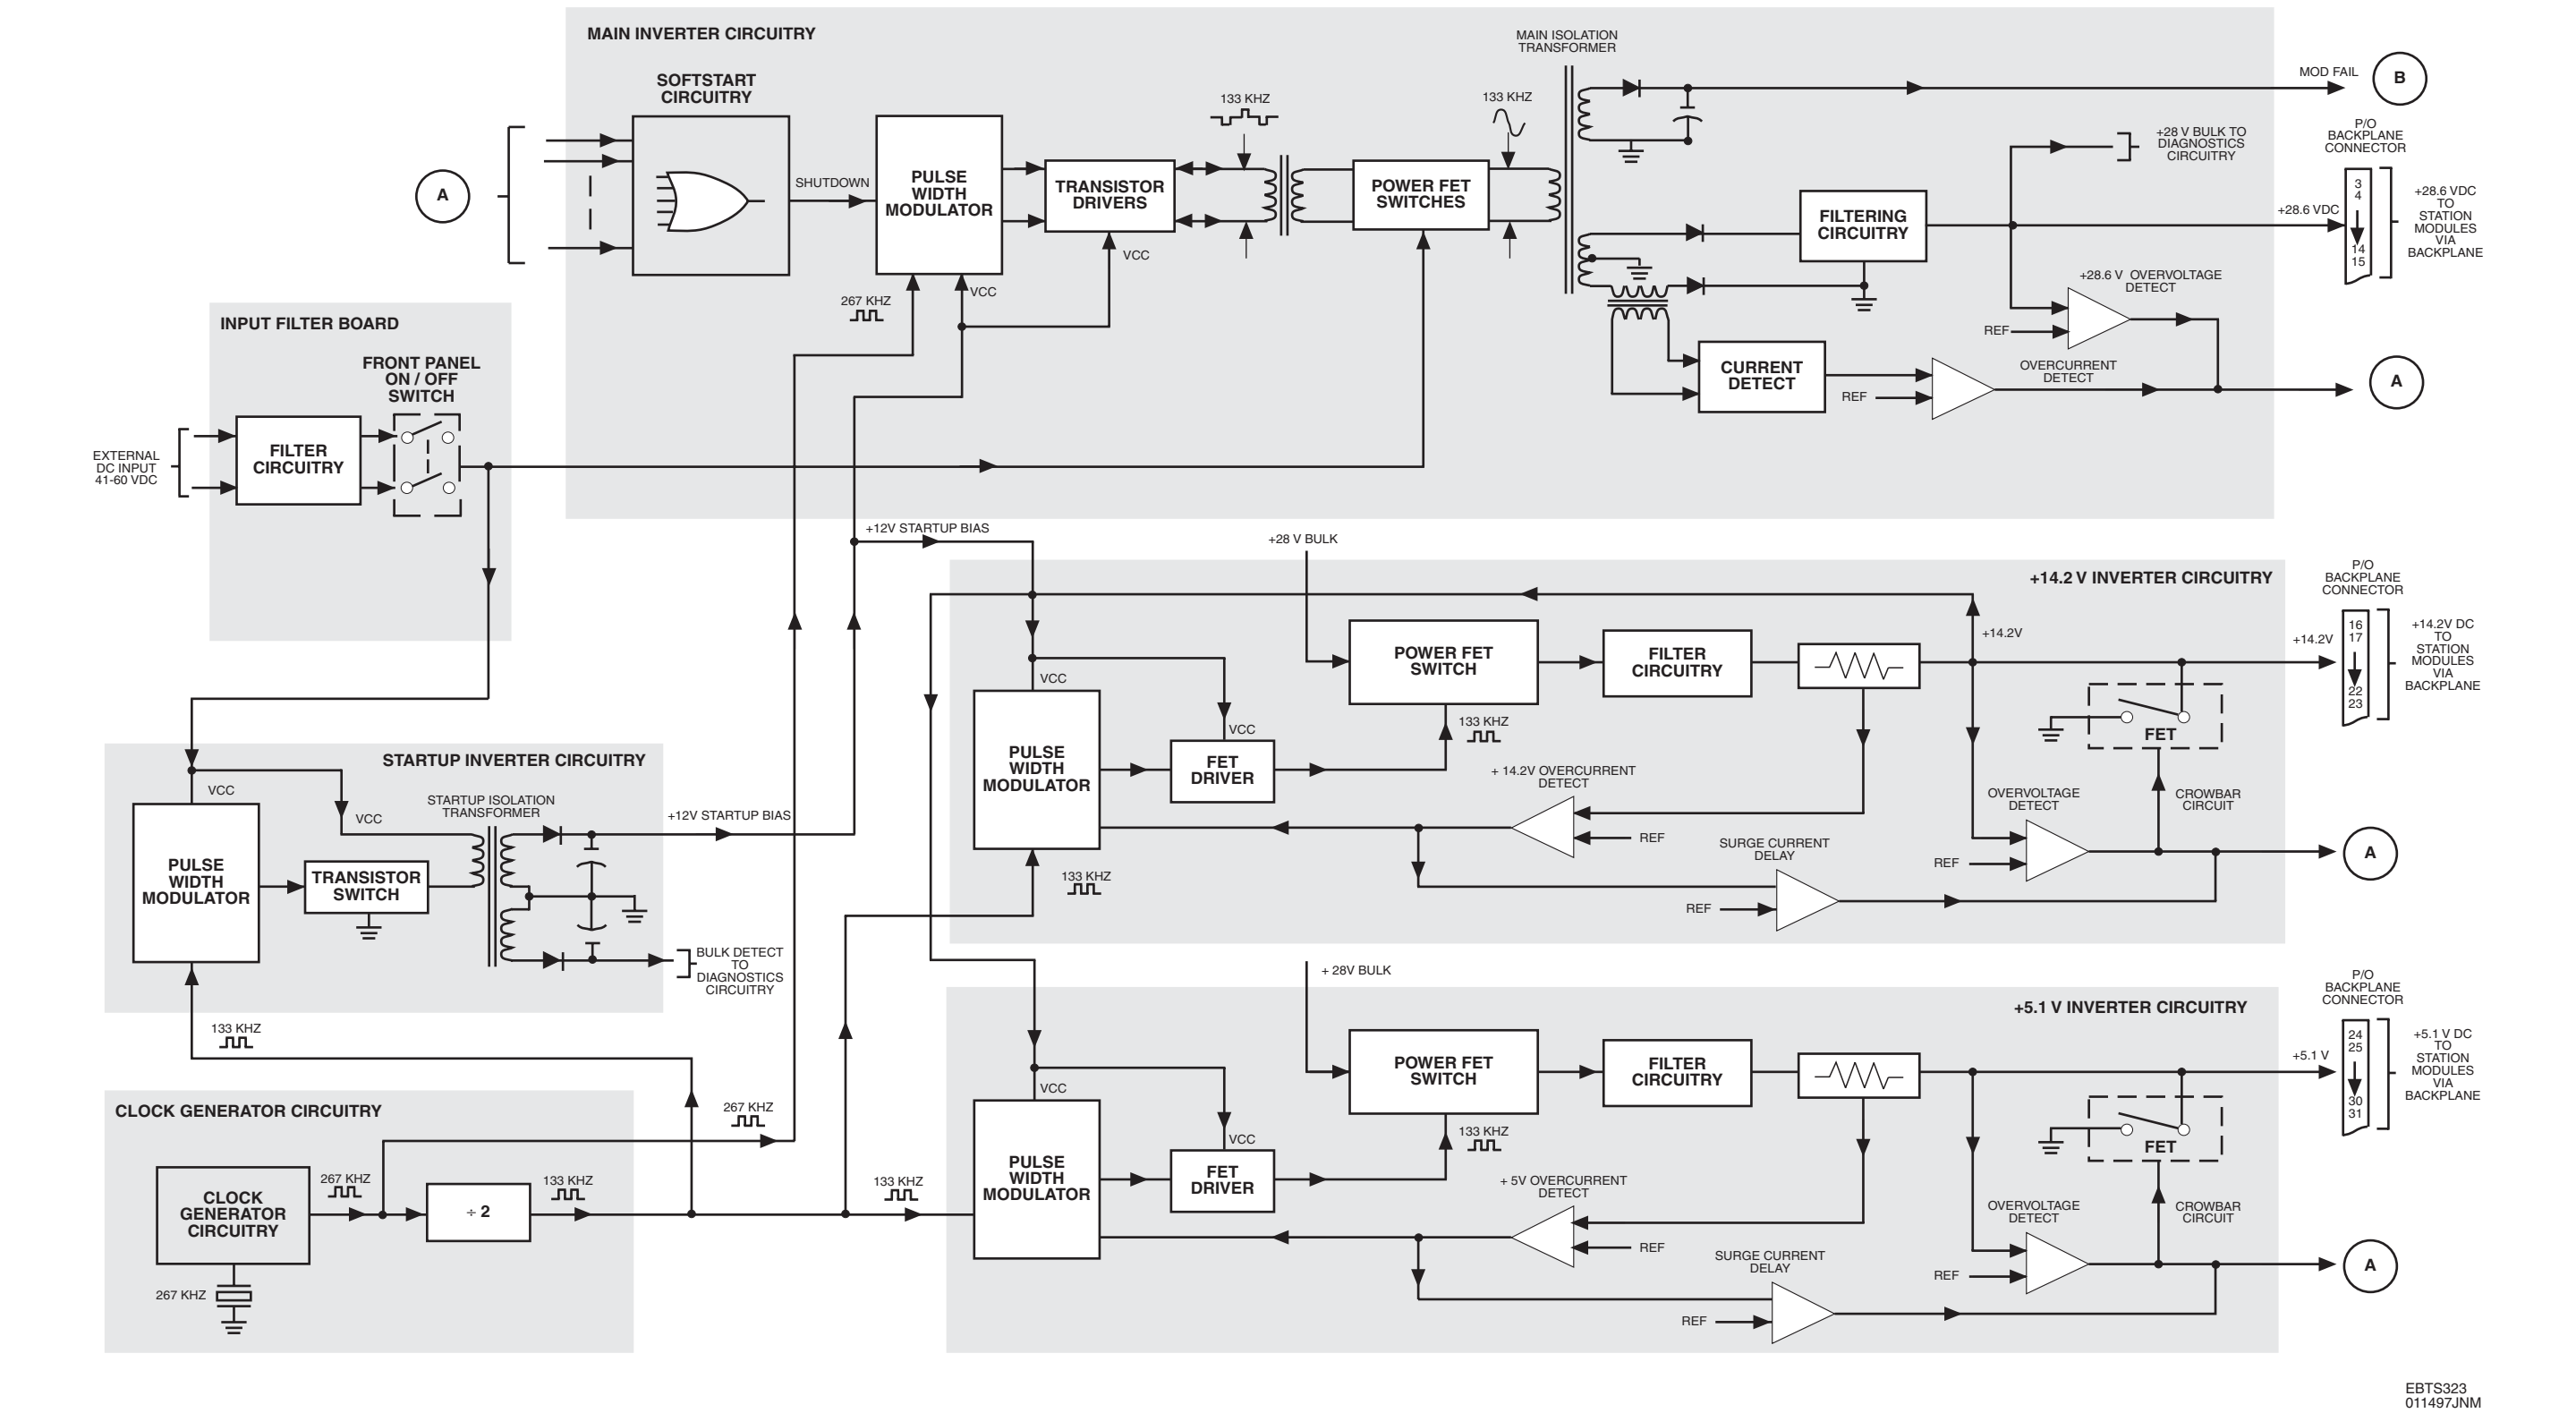 MAIN INVERTER CIRCUITRY
SOFTSTART
CIRCUITRY
A
SHUTDOWN
PULSE
WIDTH
MODULATOR
TRANSISTOR
DRIVERS
VCC
VCC
267 KHZ
133 KHZ
POWER FET
SWITCHES
133 KHZ
MAIN ISOLATION
TRANSFORMER
MOD FAIL
B
P/O
BACKPLANE
CONNECTOR
+28 V BULK TO
DIAGNOSTICS
CIRCUITRY
FILTERING
CIRCUITRY
+28.6 VDC
3
4
14
15
+28.6 VDC
TO
STATION
MODULES
VIA
BACKPLANE
+28.6 V OVERVOLTAGE
DETECT
REF
CURRENT
DETECT
REF
OVERCURRENT
DETECT
A
INPUT FILTER BOARD
FRONT PANEL
ON / OFF
SWITCH
FILTER
CIRCUITRY
EXTERNAL
DC INPUT
41-60 VDC
+12V STARTUP BIAS
STARTUP INVERTER CIRCUITRY
VCC
VCC
PULSE
WIDTH
MODULATOR
TRANSISTOR
SWITCH
STARTUP ISOLATION
TRANSFORMER
+12V STARTUP BIAS
BULK DETECT
TO
DIAGNOSTICS
CIRCUITRY
133 KHZ
CLOCK GENERATOR CIRCUITRY
CLOCK
GENERATOR
CIRCUITRY
267 KHZ
267 KHZ
÷ 2
133 KHZ
267 KHZ
133 KHZ
+14.2 V INVERTER CIRCUITRY
+28 V BULK
POWER FET
SWITCH
FILTER
CIRCUITRY
+14.2V
+14.2V
P/O
BACKPLANE
CONNECTOR
16
17
22
23
+14.2V DC
TO
STATION
MODULES
VIA
BACKPLANE
VCC
PULSE
WIDTH
MODULATOR
VCC
FET
DRIVER
133 KHZ
133 KHZ
+ 14.2V OVERCURRENT
DETECT
REF
SURGE CURRENT
DELAY
REF
OVERVOLTAGE
DETECT
REF
FET
CROWBAR
CIRCUIT
A
+5.1 V INVERTER CIRCUITRY
+ 28V BULK
POWER FET
SWITCH
FILTER
CIRCUITRY
+5.1 V
P/O
BACKPLANE
CONNECTOR
24
25
30
31
+5.1 V DC
TO
STATION
MODULES
VIA
BACKPLANE
VCC
PULSE
WIDTH
MODULATOR
VCC
FET
DRIVER
133 KHZ
+ 5V OVERCURRENT
DETECT
REF
SURGE CURRENT
DELAY
REF
OVERVOLTAGE
DETECT
REF
FET
CROWBAR
CIRCUIT
A
EBTS323
011497JNM